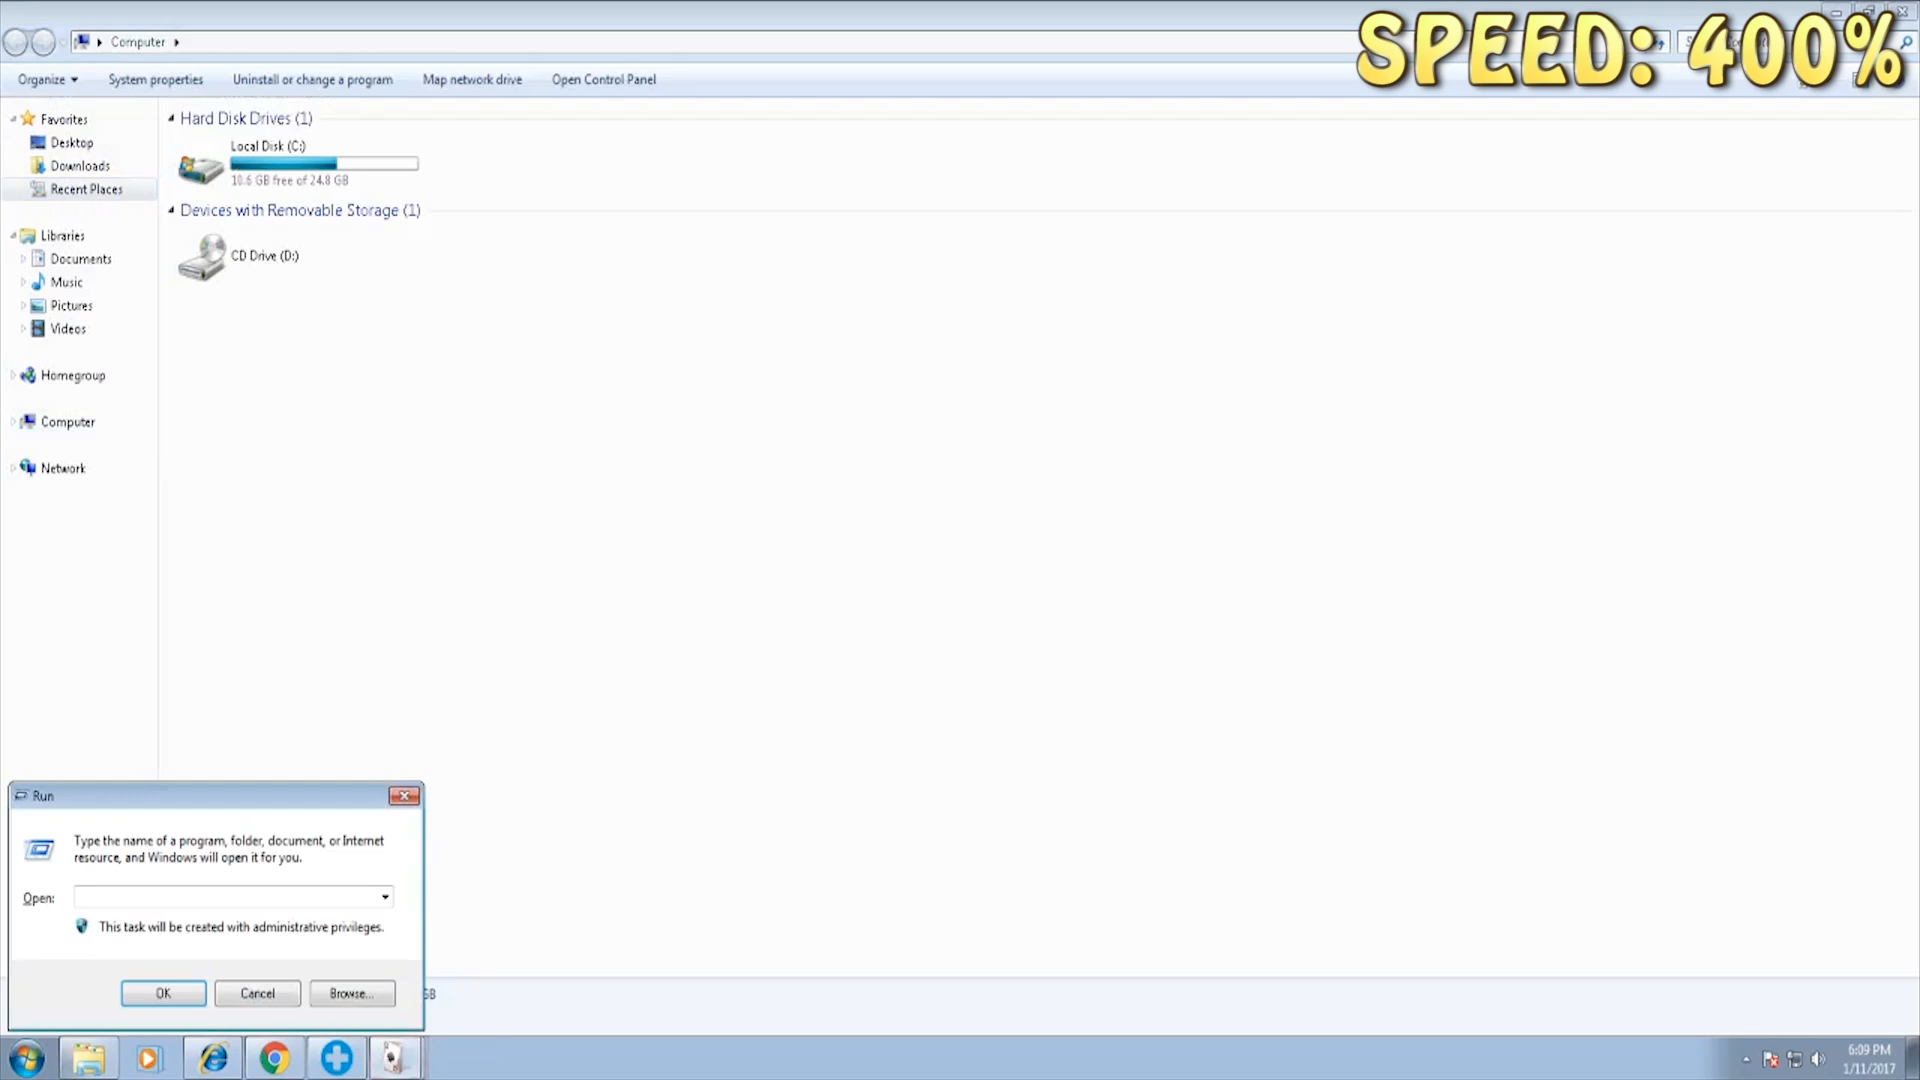 SPEED: 400%
Computer
Organize
System properties
Uninstall or change a program
Map network drive
Open Control Panel
Favorites
Desktop
Downloads
Recent Places
Libraries
Documents
Music
Pictures
Videos
Homegroup
Computer
Network
Hard Disk Drives (1)
Local Disk (C:)
10.6 GB free of 24.8 GB
Devices with Removable Storage (1)
CD Drive (D:)
Run
Type the name of a program, folder, document, or Internet
resource, and Windows will open it for you.
Open:
This task will be created with administrative privileges.
OK
Cancel
Browse...
GB
6:09 PM
1/11/2017